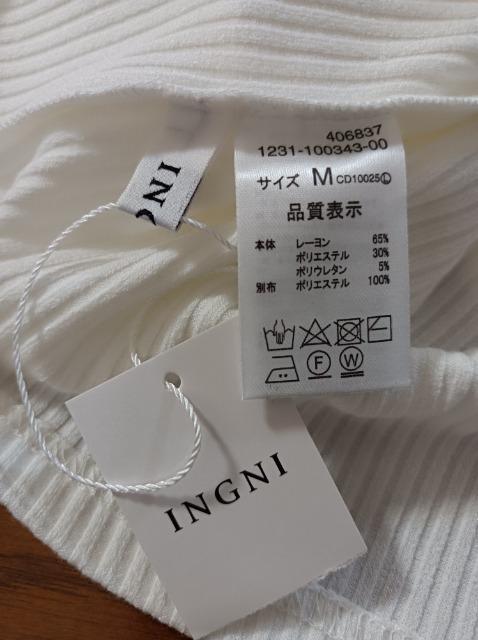 406837
1231-100343-00
サイズ M CD10025Ⓛ
品質表示
本体 レーヨン 65%
ポリエステル 30%
ポリウレタン 5%
別布 ポリエステル 100%
F W
INGNI